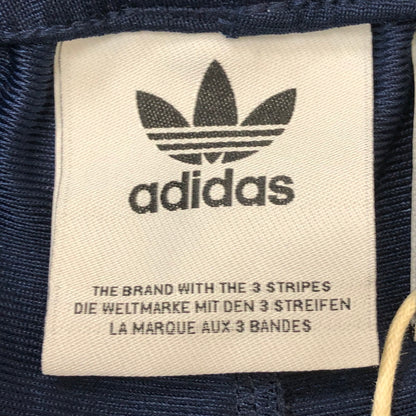 adidas
THE BRAND WITH THE 3 STRIPES
DIE WELTMARKE MIT DEN 3 STREIFEN
LA MARQUE AUX 3 BANDES